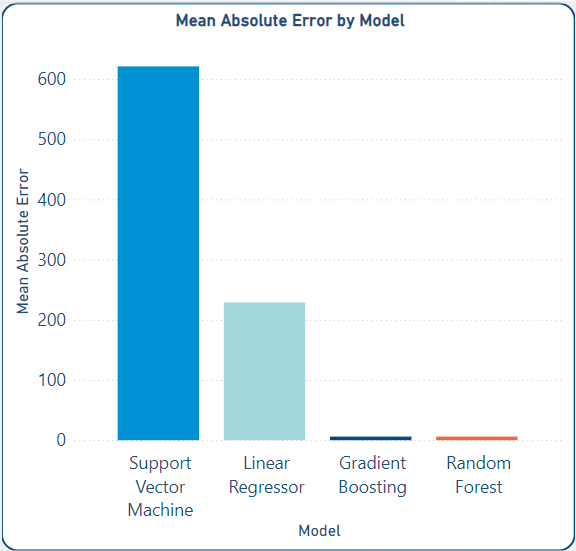 Mean Absolute Error by Model
Mean Absolute Error
600
500
400
300
200
100
0
Support
Vector
Machine
Linear
Regressor
Gradient
Boosting
Random
Forest
Model